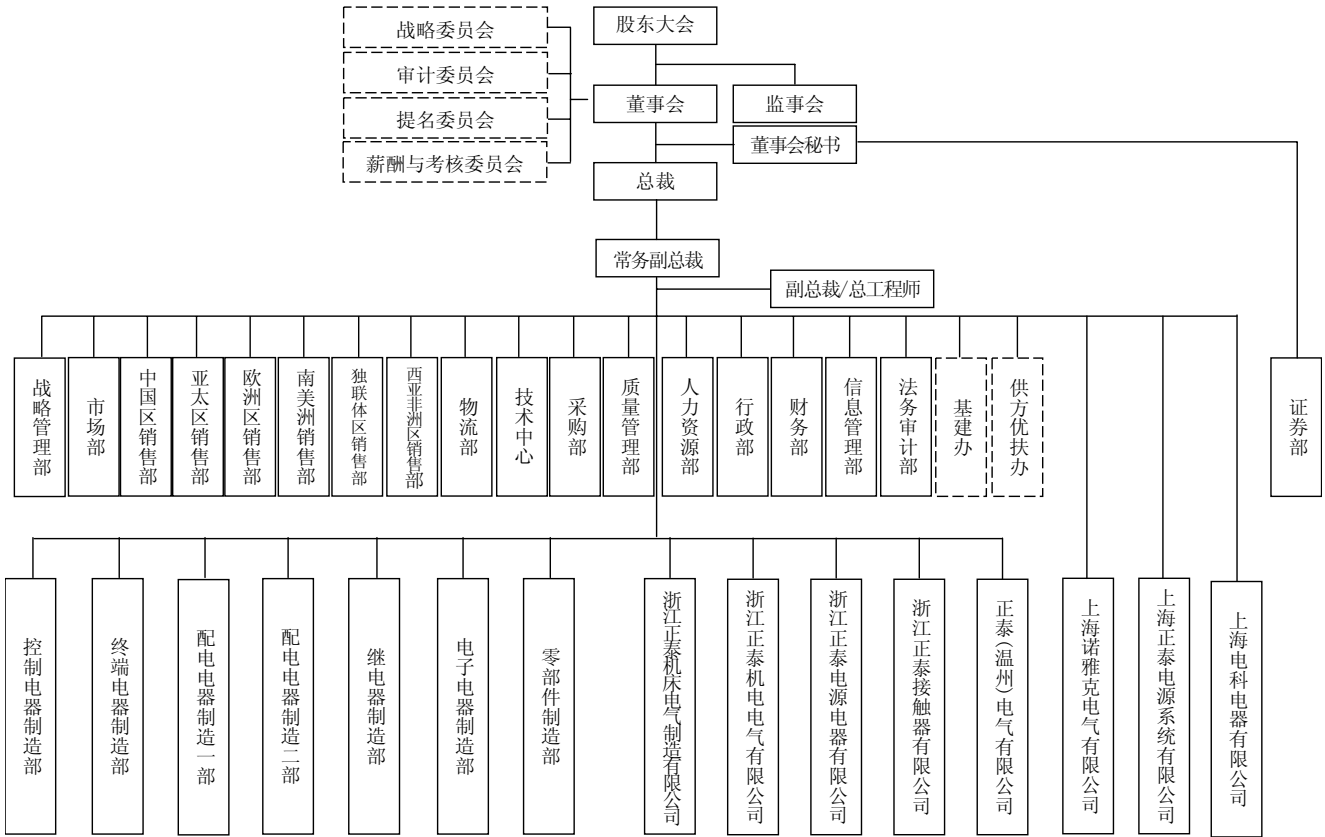 战略委员会
审计委员会
提名委员会
薪酬与考核委员会
股东大会
董事会
监事会
董事会秘书
总裁
常务副总裁
副总裁/总工程师
战略管理部
市场部
中国区销售部
亚太区销售部
欧洲区销售部
南美洲销售部
独联体区销售部
西亚非洲区销售部
物流部
技术中心
采购部
质量管理部
人力资源部
行政部
财务部
信息管理部
法务审计部
基建办
供方优扶办
证券部
控制电器制造部
终端电器制造部
配电电器制造一部
配电电器制造二部
继电器制造部
电子电器制造部
零部件制造部
浙江正泰机床电气制造有限公司
浙江正泰机电电气有限公司
浙江正泰电源电器有限公司
浙江正泰接触器有限公司
正泰(温州)电气有限公司
上海诺雅克电气有限公司
上海正泰电源系统有限公司
上海电科电器有限公司